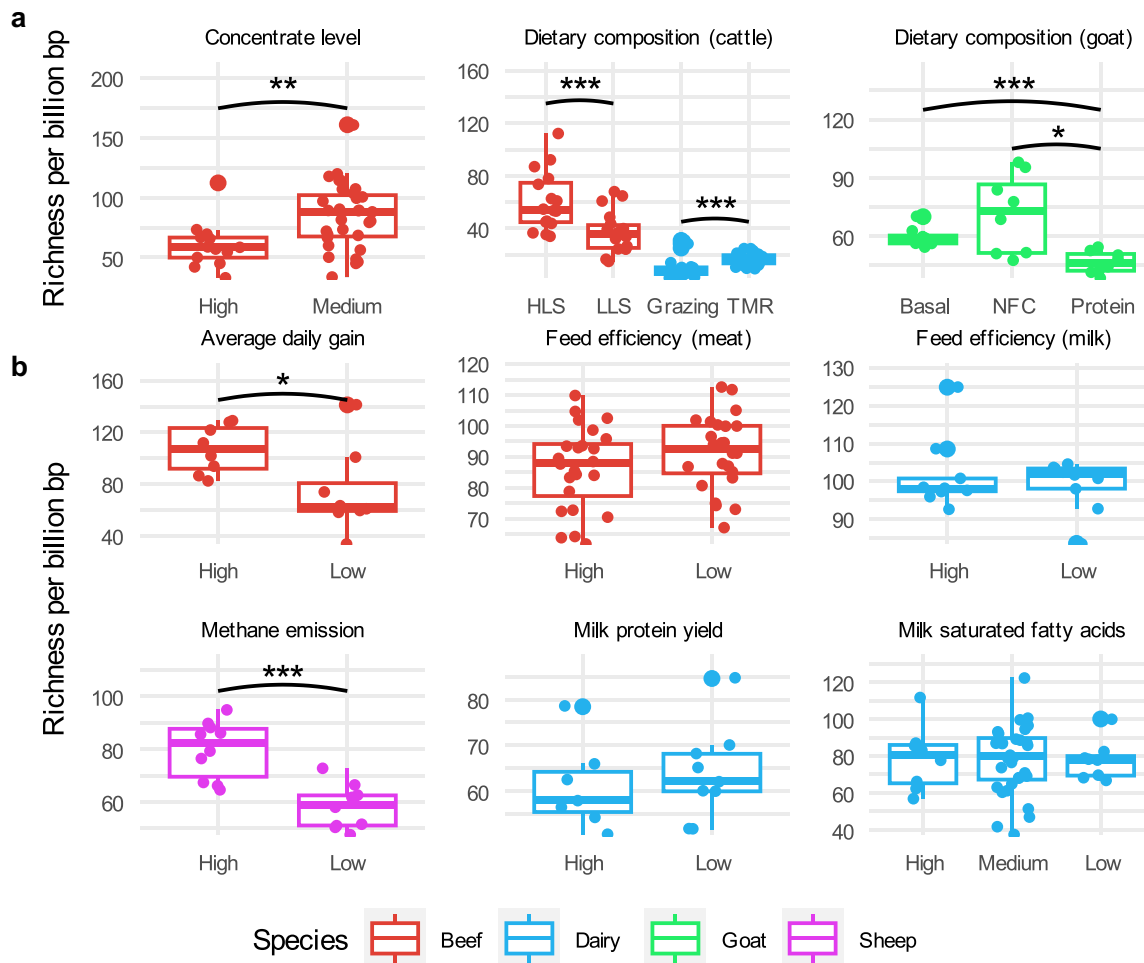 a
Concentrate level
Dietary composition (cattle)
Dietary composition (goat)
Richness per billion bp
200
150
100
50
**
High
Medium
160
120
80
40
***
***
HLS
LLS
Grazing
TMR
120
90
60
***
*
Basal
NFC
Protein
b
Average daily gain
Feed efficiency (meat)
Feed efficiency (milk)
Richness per billion bp
160
120
80
40
*
High
Low
120
110
100
90
80
70
High
Low
130
120
110
100
90
High
Low
Methane emission
Milk protein yield
Milk saturated fatty acids
100
80
60
***
High
Low
80
70
60
High
Low
120
100
80
60
40
High
Medium
Low
Species
Beef
Dairy
Goat
Sheep